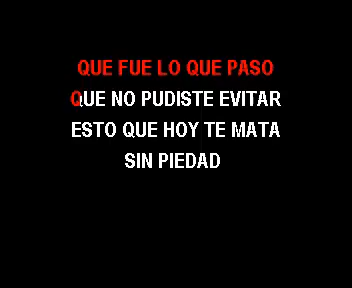 QUE FUE LO QUE PASO
QUE NO PUDISTE EVITAR
ESTO QUE HOY TE MATA
SIN PIEDAD